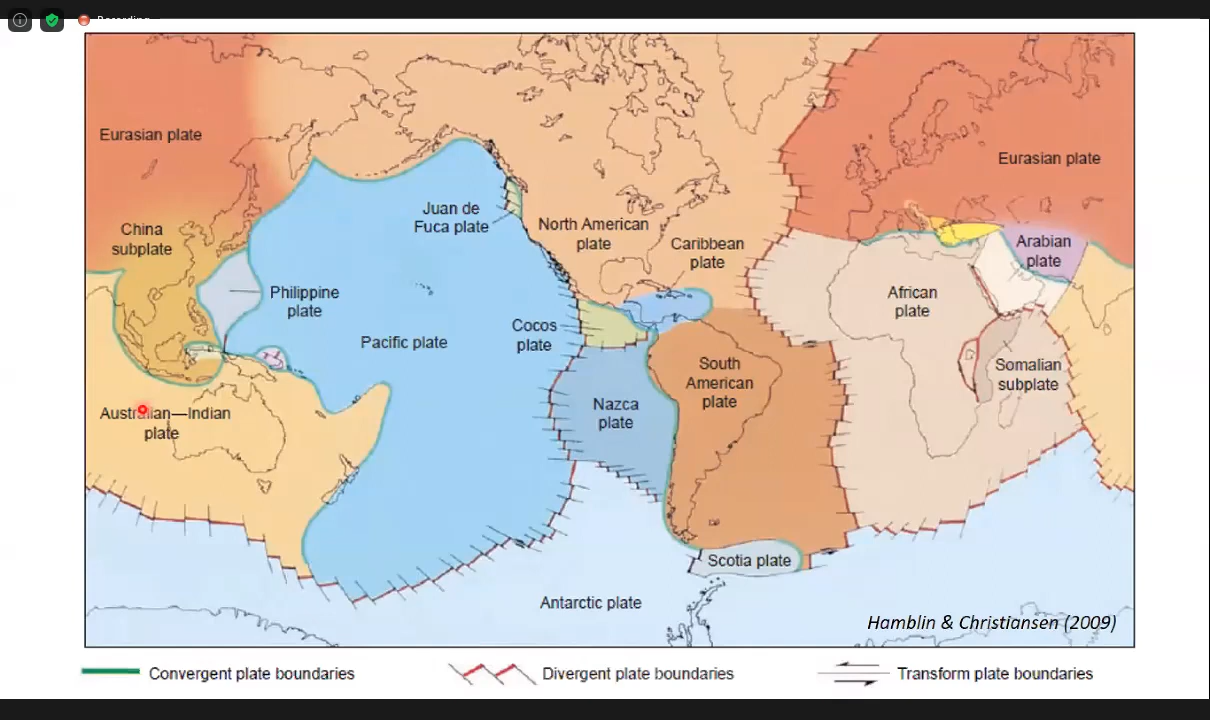 Recording
Eurasian plate
Eurasian plate
Juan de
Fuca plate
North American
plate
China
subplate
Caribbean
plate
Arabian
plate
Philippine
plate
African
plate
Cocos
plate
Pacific plate
South
American
plate
Somalian
subplate
Nazca
plate
Australian—Indian
plate
Scotia plate
Antarctic plate
Hamblin & Christiansen (2009)
Convergent plate boundaries
Divergent plate boundaries
Transform plate boundaries